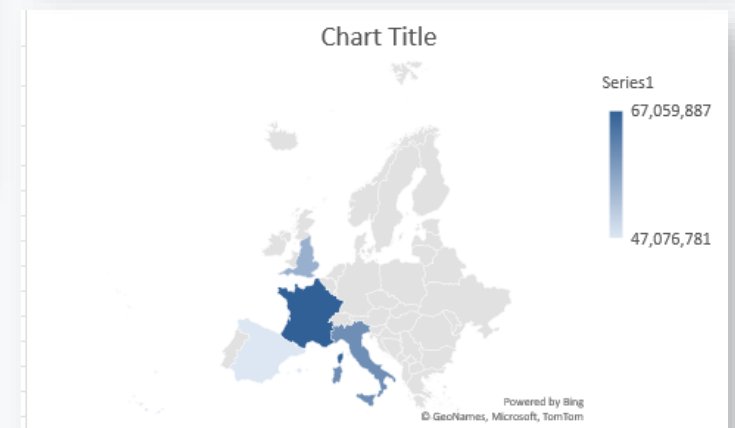 Chart Title
Series1
67,059,887
47,076,781
Powered by Bing
© GeoNames, Microsoft, TomTom